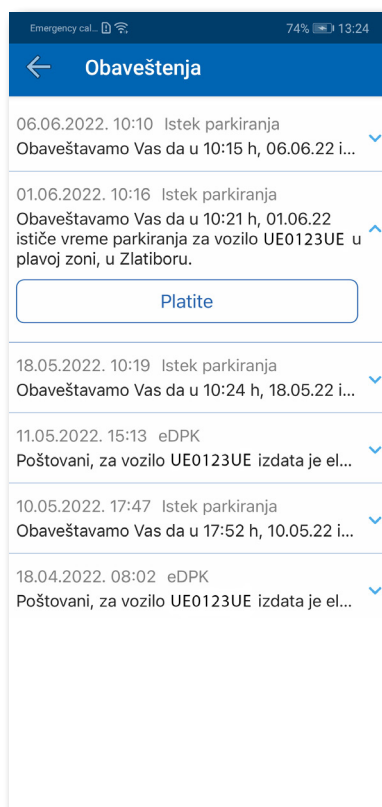 Emergency cal... 74% 13:24
Obaveštenja
06.06.2022. 10:10 Istek parkiranja
Obaveštavamo Vas da u 10:15 h, 06.06.22 i...
01.06.2022. 10:16 Istek parkiranja
Obaveštavamo Vas da u 10:21 h, 01.06.22
ističe vreme parkiranja za vozilo UE0123UE u
plavoj zoni, u Zlatiboru.
Platite
18.05.2022. 10:19 Istek parkiranja
Obaveštavamo Vas da u 10:24 h, 18.05.22 i...
11.05.2022. 15:13 eDPK
Poštovani, za vozilo UE0123UE izdata je el...
10.05.2022. 17:47 Istek parkiranja
Obaveštavamo Vas da u 17:52 h, 10.05.22 i...
18.04.2022. 08:02 eDPK
Poštovani, za vozilo UE0123UE izdata je el...